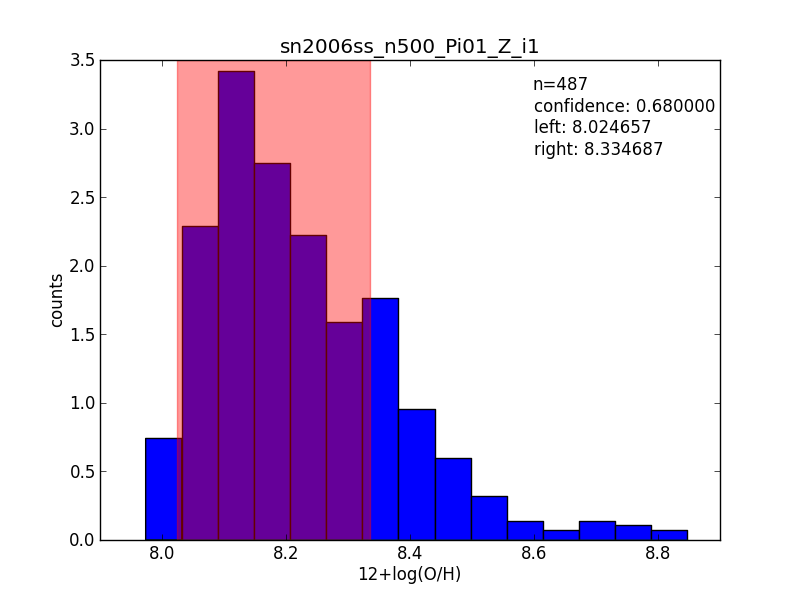 sn2006ss_n500_Pi01_Z_i1
n=487
confidence: 0.680000
left: 8.024657
right: 8.334687
3.5
3.0
2.5
2.0
1.5
1.0
0.5
0.0
counts
8.0 8.2 8.4 8.6 8.8
12+log(O/H)